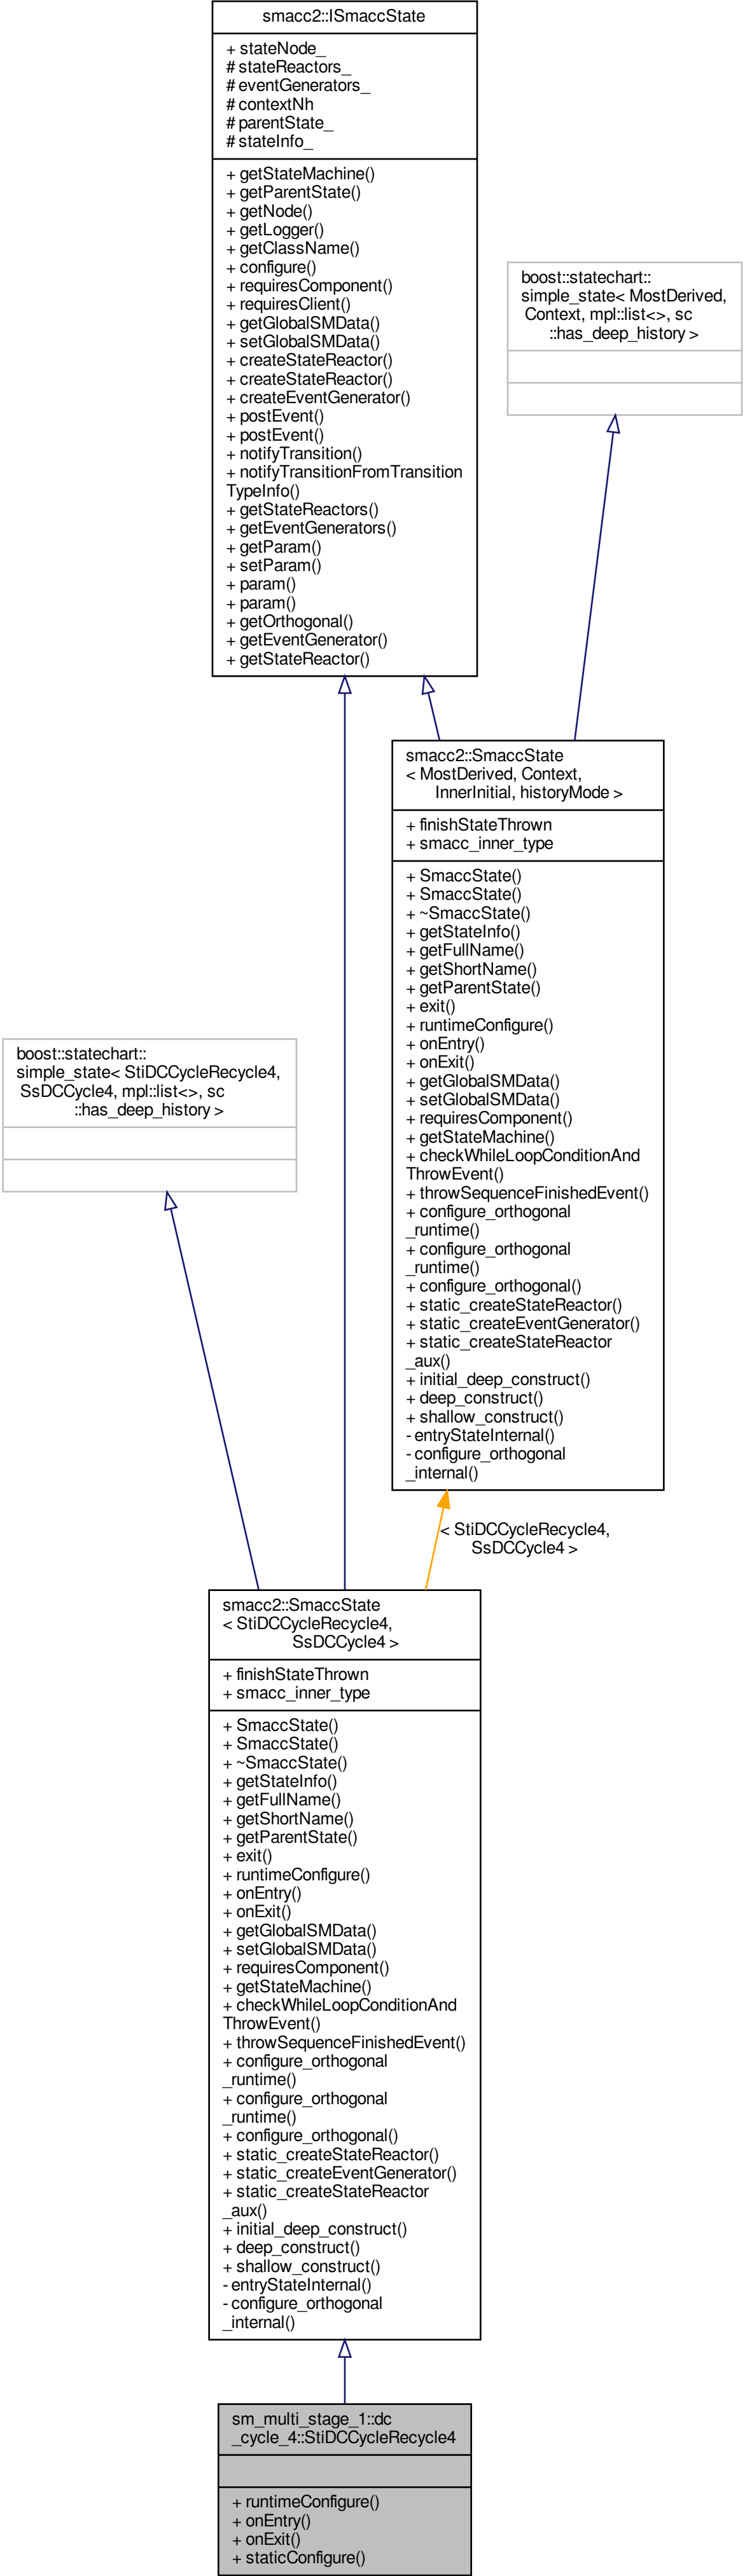 smacc2::ISmaccState
+ stateNode_
# stateReactors_
# eventGenerators_
# contextNh
# parentState_
# stateInfo_
+ getStateMachine()
+ getParentState()
+ getNode()
+ getLogger()
+ getClassName()
+ configure()
+ requiresComponent()
+ requiresClient()
+ getGlobalSMData()
+ setGlobalSMData()
+ createStateReactor()
+ createStateReactor()
+ createEventGenerator()
+ postEvent()
+ postEvent()
+ notifyTransition()
+ notifyTransitionFromTransition
TypeInfo()
+ getStateReactors()
+ getEventGenerators()
+ getParam()
+ setParam()
+ param()
+ param()
+ getOrthogonal()
+ getEventGenerator()
+ getStateReactor()
boost::statechart::
simple_state< MostDerived,
Context, mpl::list<>, sc
::has_deep_history >
smacc2::SmaccState
< MostDerived, Context,
InnerInitial, historyMode >
+ finishStateThrown
+ smacc_inner_type
+ SmaccState()
+ SmaccState()
+ ~SmaccState()
+ getStateInfo()
+ getFullName()
+ getShortName()
+ getParentState()
+ exit()
+ runtimeConfigure()
+ onEntry()
+ onExit()
+ getGlobalSMData()
+ setGlobalSMData()
+ requiresComponent()
+ getStateMachine()
+ checkWhileLoopConditionAnd
ThrowEvent()
+ throwSequenceFinishedEvent()
+ configure_orthogonal
_runtime()
+ configure_orthogonal
_runtime()
+ configure_orthogonal()
+ static_createStateReactor()
+ static_createEventGenerator()
+ static_createStateReactor
_aux()
+ initial_deep_construct()
+ deep_construct()
+ shallow_construct()
- entryStateInternal()
- configure_orthogonal
_internal()
boost::statechart::
simple_state< StiDCCycleRecycle4,
SsDCCycle4, mpl::list<>, sc
::has_deep_history >
< StiDCCycleRecycle4,
SsDCCycle4 >
smacc2::SmaccState
< StiDCCycleRecycle4,
SsDCCycle4 >
+ finishStateThrown
+ smacc_inner_type
+ SmaccState()
+ SmaccState()
+ ~SmaccState()
+ getStateInfo()
+ getFullName()
+ getShortName()
+ getParentState()
+ exit()
+ runtimeConfigure()
+ onEntry()
+ onExit()
+ getGlobalSMData()
+ setGlobalSMData()
+ requiresComponent()
+ getStateMachine()
+ checkWhileLoopConditionAnd
ThrowEvent()
+ throwSequenceFinishedEvent()
+ configure_orthogonal
_runtime()
+ configure_orthogonal
_runtime()
+ configure_orthogonal()
+ static_createStateReactor()
+ static_createEventGenerator()
+ static_createStateReactor
_aux()
+ initial_deep_construct()
+ deep_construct()
+ shallow_construct()
- entryStateInternal()
- configure_orthogonal
_internal()
sm_multi_stage_1::dc
_cycle_4::StiDCCycleRecycle4
+ runtimeConfigure()
+ onEntry()
+ onExit()
+ staticConfigure()